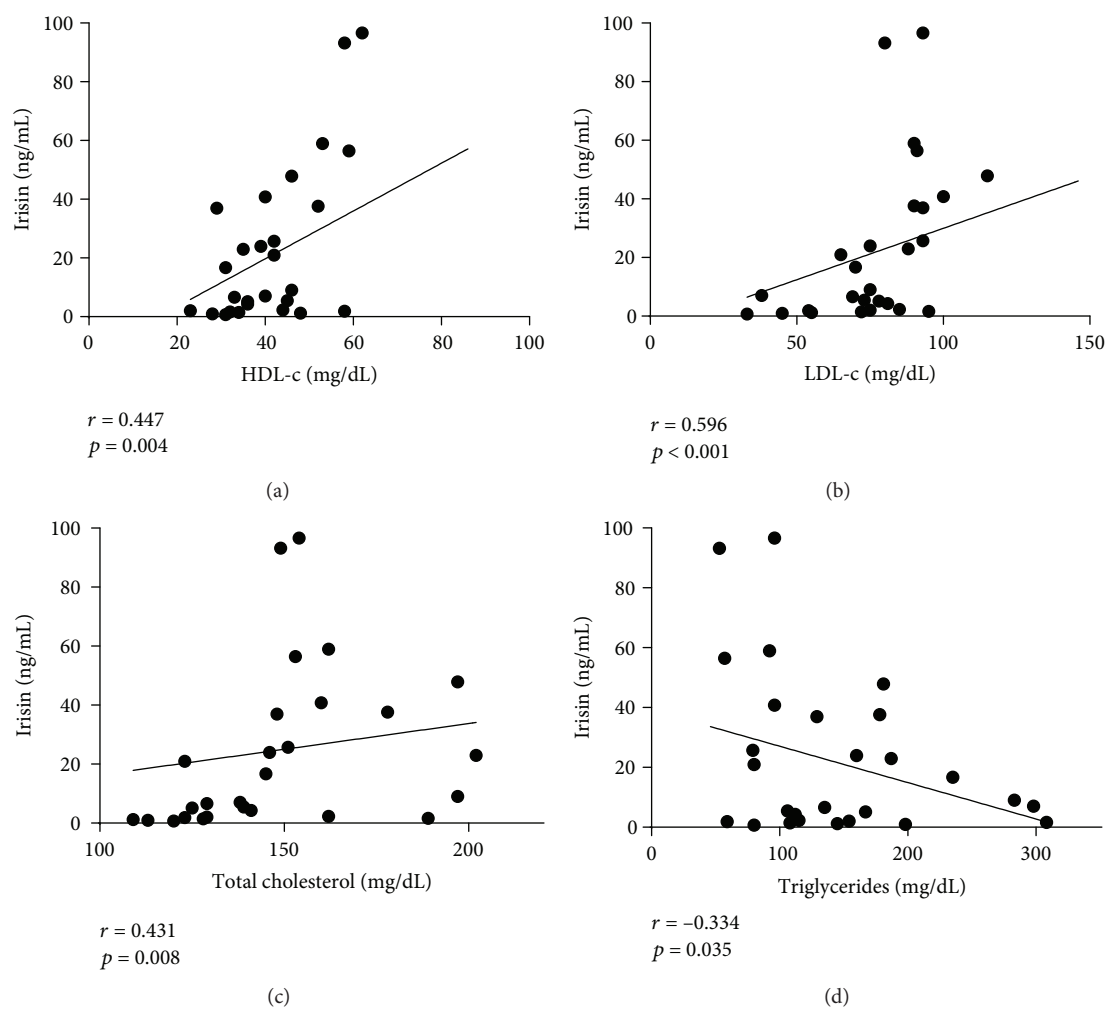 100
80
60
40
20
0
Irisin (ng/mL)
0 20 40 60 80 100
HDL-c (mg/dL)
r = 0.447
p = 0.004
(a)
100
80
60
40
20
0
Irisin (ng/mL)
0 50 100 150
LDL-c (mg/dL)
r = 0.596
p < 0.001
(b)
100
80
60
40
20
0
Irisin (ng/mL)
100 150 200
Total cholesterol (mg/dL)
r = 0.431
p = 0.008
(c)
100
80
60
40
20
0
Irisin (ng/mL)
0 100 200 300
Triglycerides (mg/dL)
r = –0.334
p = 0.035
(d)